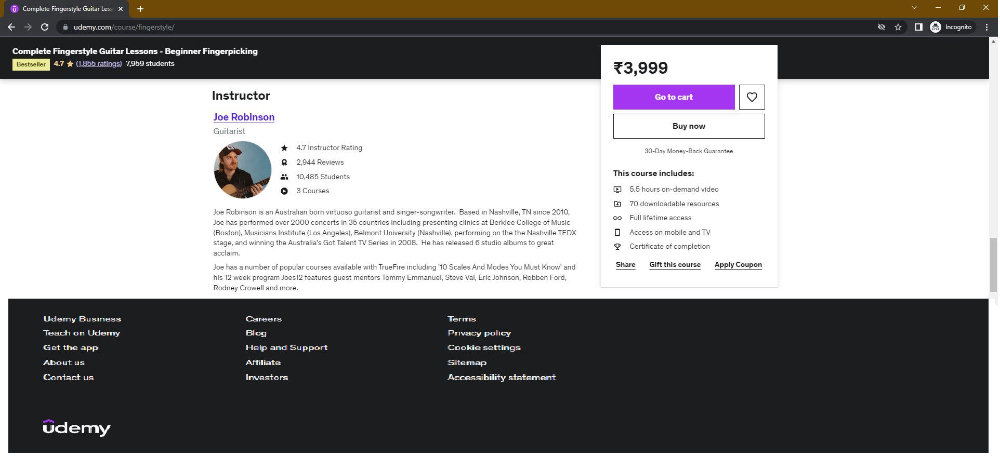 Complete Fingerstyle Guitar Less
udemy.com/course/fingerstyle/
Incognito
Complete Fingerstyle Guitar Lessons - Beginner Fingerpicking
Bestseller 4.7 (1,855 ratings) 7,959 students
Instructor
Joe Robinson
Guitarist
4.7 Instructor Rating
2,944 Reviews
10,485 Students
3 Courses
Joe Robinson is an Australian born virtuoso guitarist and singer-songwriter. Based in Nashville, TN since 2010,
Joe has performed over 2000 concerts in 35 countries including presenting clinics at Berklee College of Music
(Boston), Musicians Institute (Los Angeles), Belmont University (Nashville), performing on the the Nashville TEDX
stage, and winning the Australia's Got Talent TV Series in 2008. He has released 6 studio albums to great
acclaim.
Joe has a number of popular courses available with TrueFire including '10 Scales And Modes You Must Know' and
his 12 week program Joes12 features guest mentors Tommy Emmanuel, Steve Vai, Eric Johnson, Robben Ford,
Rodney Crowell and more.
₹3,999
Go to cart
Buy now
30-Day Money-Back Guarantee
This course includes:
5.5 hours on-demand video
70 downloadable resources
Full lifetime access
Access on mobile and TV
Certificate of completion
Share Gift this course Apply Coupon
Udemy Business
Teach on Udemy
Get the app
About us
Contact us
Careers
Blog
Help and Support
Affiliate
Investors
Terms
Privacy policy
Cookie settings
Sitemap
Accessibility statement
udemy